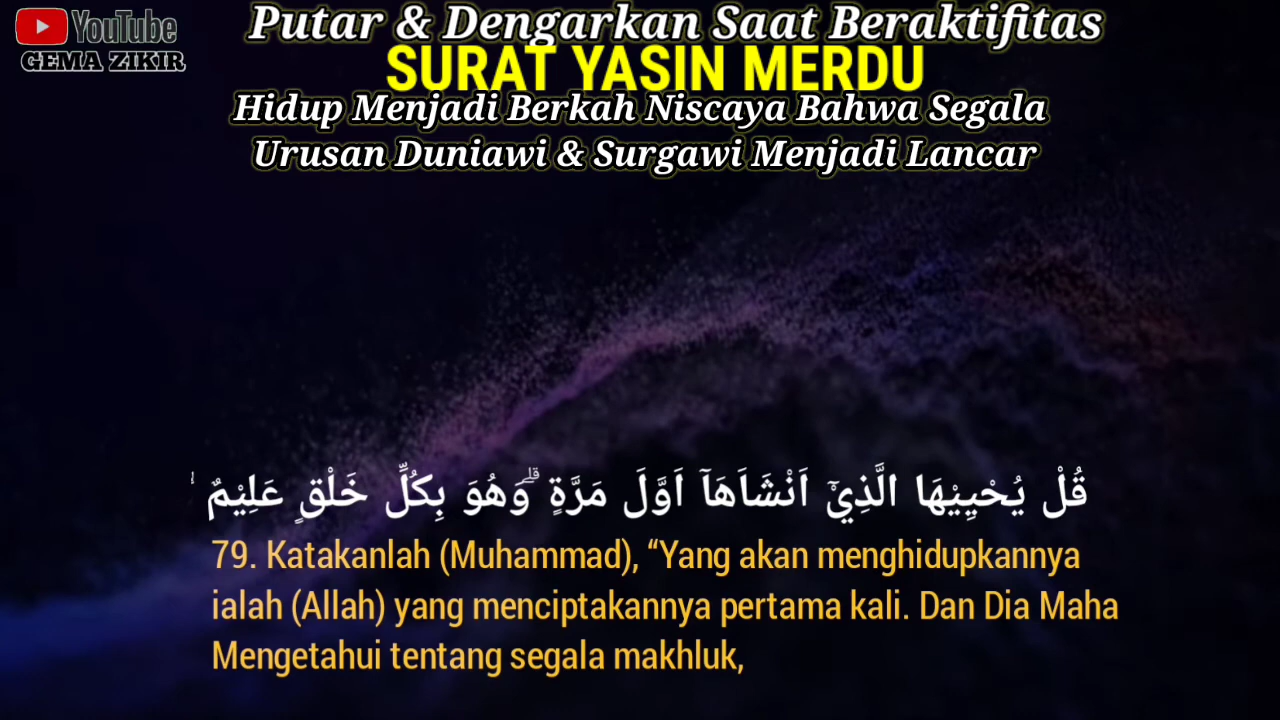 YouTube
GEMA ZIKIR
Putar & Dengarkan Saat Beraktifitas
SURAT YASIN MERDU
Hidup Menjadi Berkah Niscaya Bahwa Segala
Urusan Duniawi & Surgawi Menjadi Lancar
قُلْ يُحْيِيْهَا الَّذِيْٓ اَنْشَاَهَآ اَوَّلَ مَرَّةٍ ۗوَهُوَ بِكُلِّ خَلْقٍ عَلِيْمٌ ۙ
79. Katakanlah (Muhammad), “Yang akan menghidupkannya
ialah (Allah) yang menciptakannya pertama kali. Dan Dia Maha
Mengetahui tentang segala makhluk,